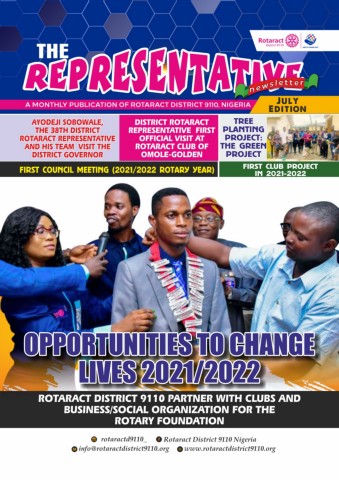 Rotaract
District 9110
THE
REPRESENTATIVE
newsletter
A MONTHLY PUBLICATION OF ROTARACT DISTRICT 9110, NIGERIA
JULY
EDITION
AYODEJI SOBOWALE,
THE 38TH DISTRICT
ROTARACT REPRESENTATIVE
AND HIS TEAM VISIT THE
DISTRICT GOVERNOR
DISTRICT ROTARACT
REPRESENTATIVE FIRST
OFFICIAL VISIT AT
ROTARACT CLUB OF
OMOLE-GOLDEN
TREE
PLANTING
PROJECT:
THE GREEN
PROJECT
FIRST COUNCIL MEETING (2021/2022 ROTARY YEAR)
FIRST CLUB PROJECT
IN 2021-2022
OPPORTUNITIES TO CHANGE
LIVES 2021/2022
ROTARACT DISTRICT 9110 PARTNER WITH CLUBS AND
BUSINESS/SOCIAL ORGANIZATION FOR THE
ROTARY FOUNDATION
rotaractd9110_
Rotaract District 9110 Nigeria
info@rotaractdistrict9110.org
www.rotaractdistrict9110.org